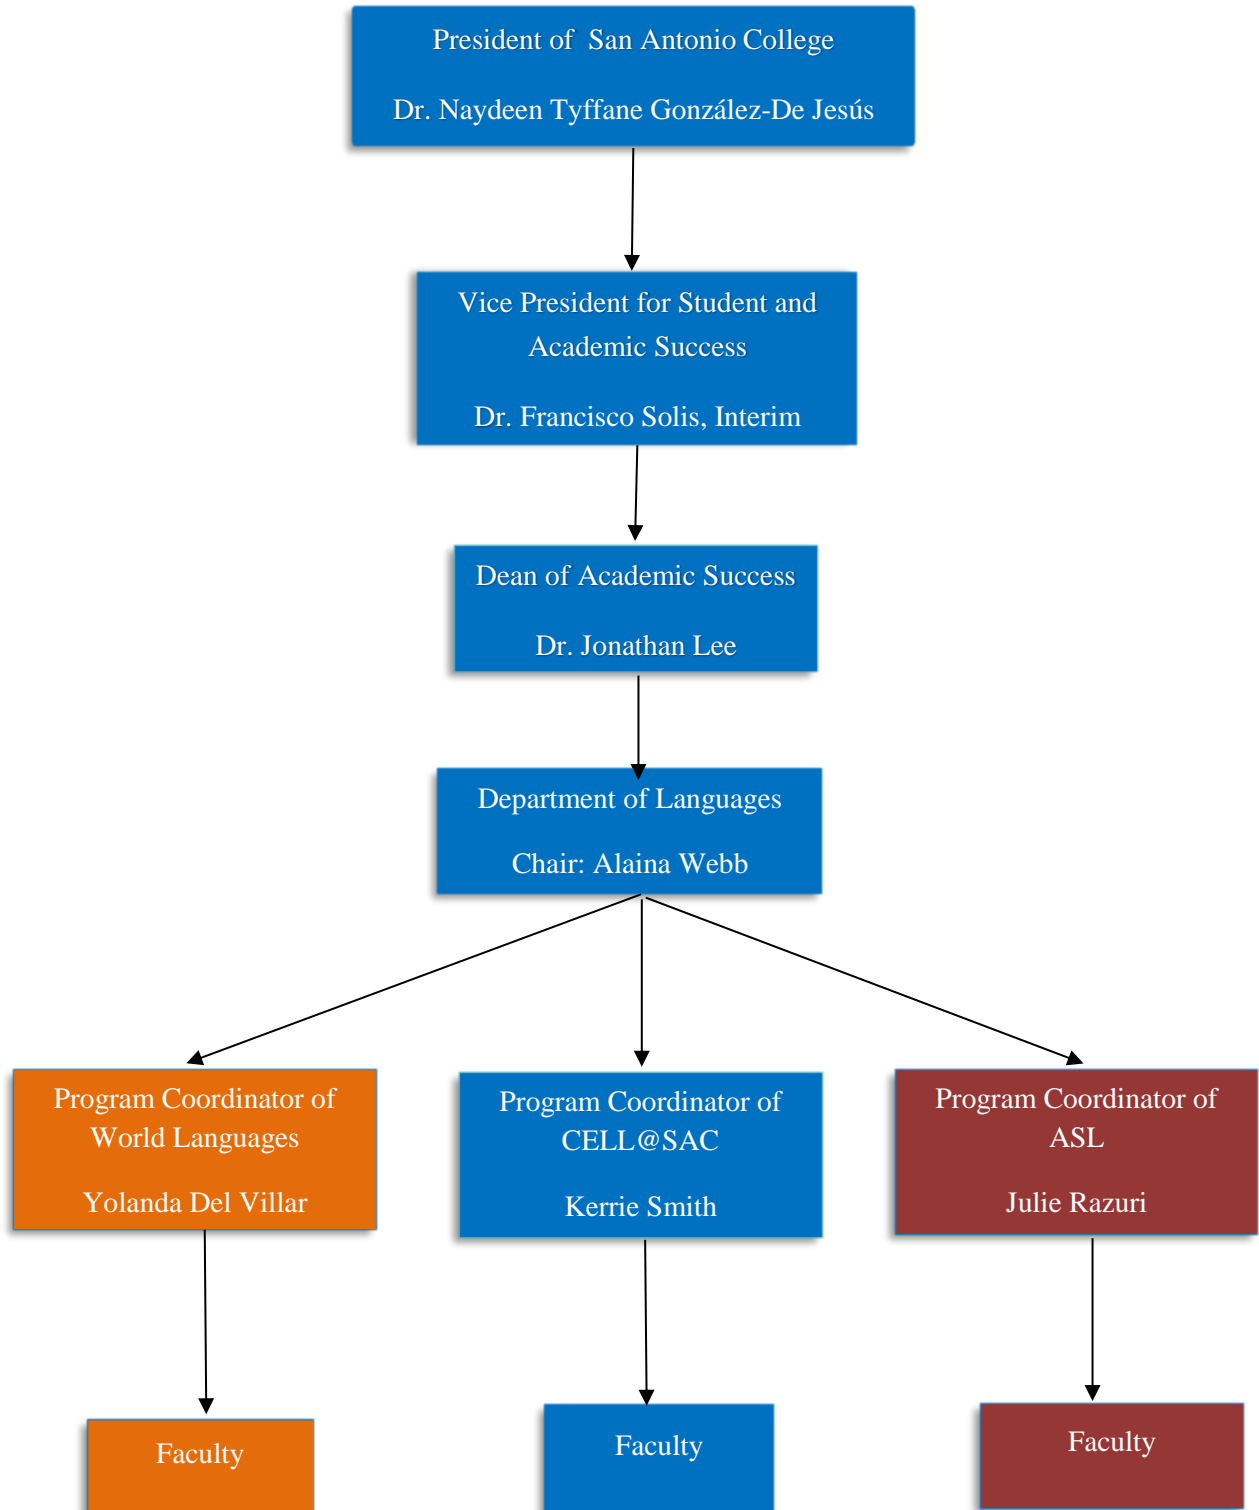 President of San Antonio College
Dr. Naydeen Tyffane González-De Jesús
Vice President for Student and
Academic Success
Dr. Francisco Solis, Interim
Dean of Academic Success
Dr. Jonathan Lee
Department of Languages
Chair: Alaina Webb
Program Coordinator of
World Languages
Yolanda Del Villar
Program Coordinator of
CELL@SAC
Kerrie Smith
Program Coordinator of
ASL
Julie Razuri
Faculty
Faculty
Faculty